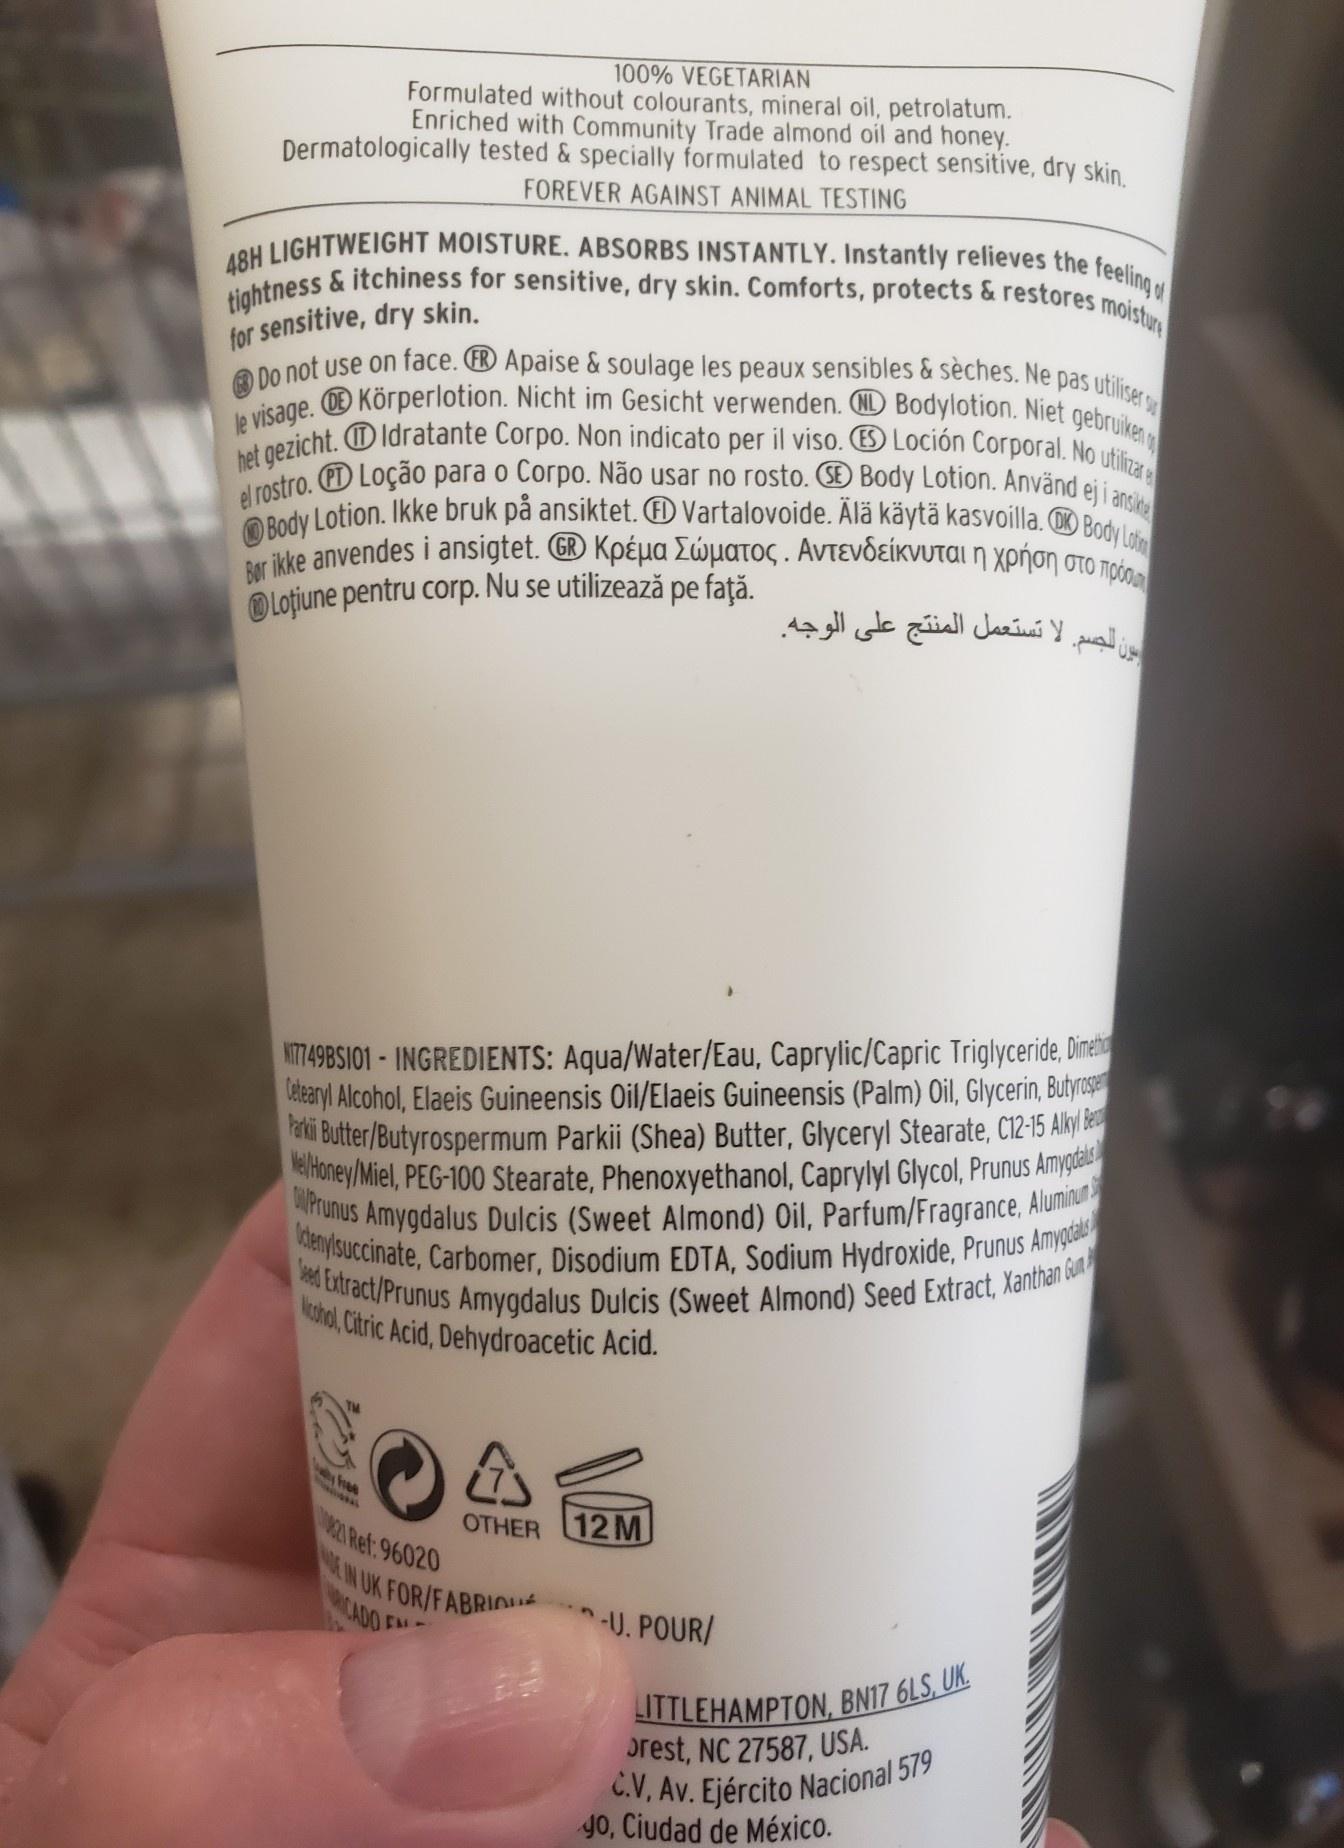 100% VEGETARIAN
Formulated without colourants, mineral oil, petrolatum.
Enriched with Community Trade almond oil and honey.
Dermatologically tested & specially formulated to respect sensitive, dry skin.
FOREVER AGAINST ANIMAL TESTING
48H LIGHTWEIGHT MOISTURE. ABSORBS INSTANTLY. Instantly relieves the feeling of
tightness & itchiness for sensitive, dry skin. Comforts, protects & restores moisture
for sensitive, dry skin.
GB Do not use on face. FR Apaise & soulage les peaux sensibles & sèches. Ne pas utiliser sur
le visage. DE Körperlotion. Nicht im Gesicht verwenden. NL Bodylotion. Niet gebruiken op
het gezicht. IT Idratante Corpo. Non indicato per il viso. ES Loción Corporal. No utilizar en
el rostro. PT Loção para o Corpo. Não usar no rosto. SE Body Lotion. Använd ej i ansiktet.
NO Body Lotion. Ikke bruk på ansiktet. FI Vartalovoide. Älä käytä kasvoilla. DK Body Lotion
Bør ikke anvendes i ansigtet. GR Κρέμα Σώματος. Αντενδείκνυται η χρήση στο
RO Loțiune pentru corp. Nu se utilizează pe față.
للجسم. لا تستعمل المنتج على الوجه.
N17749BSI01 - INGREDIENTS: Aqua/Water/Eau, Caprylic/Capric Triglyceride,
Cetearyl Alcohol, Elaeis Guineensis Oil/Elaeis Guineensis (Palm) Oil, Glycerin,
Parkii Butter/Butyrospermum Parkii (Shea) Butter, Glyceryl Stearate, C12-15 Alkyl
Mel/Honey/Miel, PEG-100 Stearate, Phenoxyethanol, Caprylyl Glycol, Prunus Amygdalus
Oil/Prunus Amygdalus Dulcis (Sweet Almond) Oil, Parfum/Fragrance, Aluminum
Octenylsuccinate, Carbomer, Disodium EDTA, Sodium Hydroxide, Prunus Amygdalus
Seed Extract/Prunus Amygdalus Dulcis (Sweet Almond) Seed Extract, Xanthan Gum,
Alcohol, Citric Acid, Dehydroacetic Acid.
TM
Cruelty Free
7
OTHER
12M
Ref: 96020
MADE IN UK FOR/FABRIQUÉ -U. POUR/
LITTLEHAMPTON, BN17 6LS, UK.
NC 27587, USA.
C.V, Av. Ejército Nacional 579
Ciudad de México.